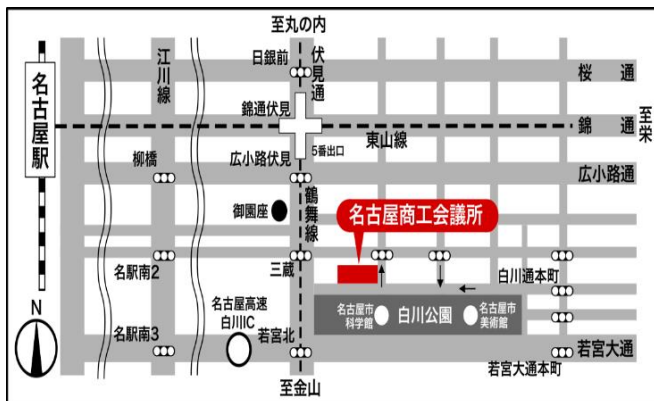 至丸の内
日銀前
伏見通
江川線
桜通
名古屋駅
錦通伏見
錦通
至栄
東山線
5番出口
柳橋
広小路伏見
広小路通
鶴舞線
御園座
名古屋商工会議所
名駅南2
三蔵
白川通本町
N
名古屋高速
白川IC
名古屋市
科学館
白川公園
名古屋市
美術館
名駅南3
若宮北
若宮大通
若宮大通本町
至金山